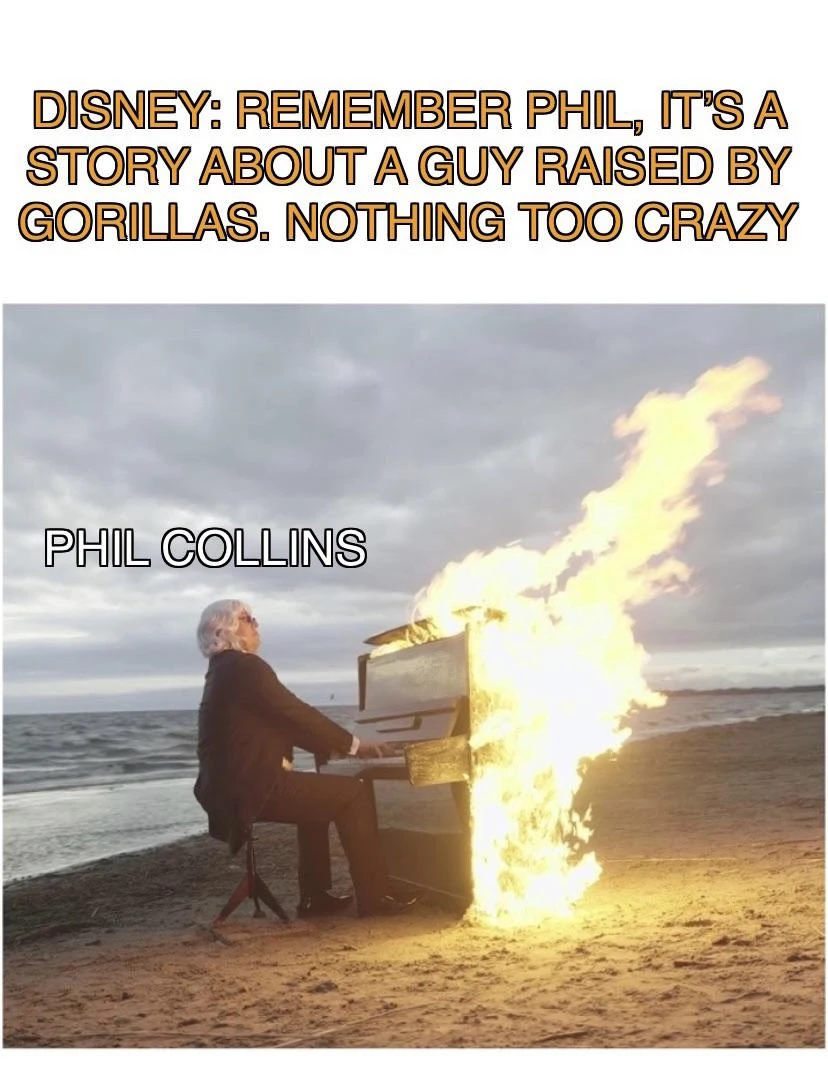 DISNEY: REMEMBER PHIL, IT’S A
STORY ABOUT A GUY RAISED BY
GORILLAS. NOTHING TOO CRAZY
PHIL COLLINS